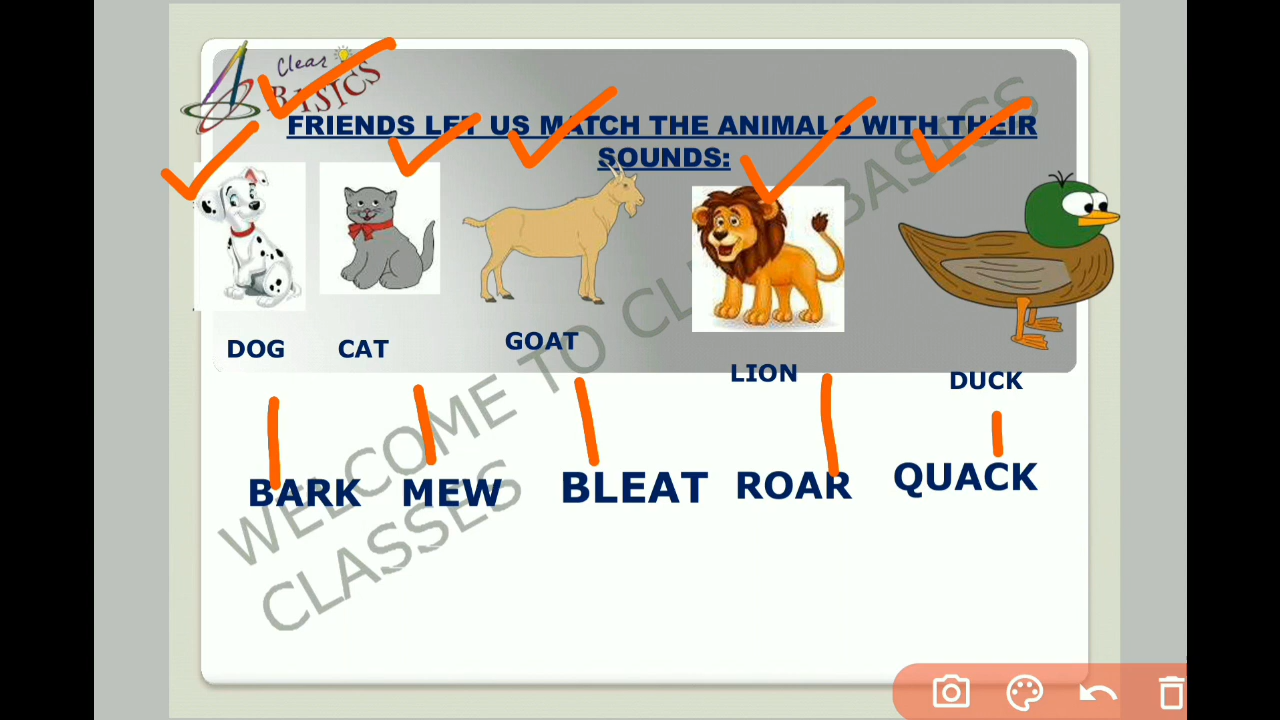 Clear
BASICS
FRIENDS LET US MATCH THE ANIMALS WITH THEIR
SOUNDS:
DOG CAT GOAT LION DUCK
BARK MEW BLEAT ROAR QUACK
WELCOME TO CLEAR BASICS
CLASSES